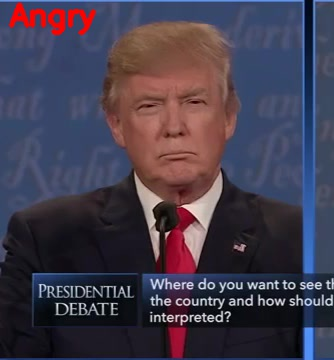 Angry
PRESIDENTIAL
DEBATE
Where do you want to see th
the country and how should
interpreted?